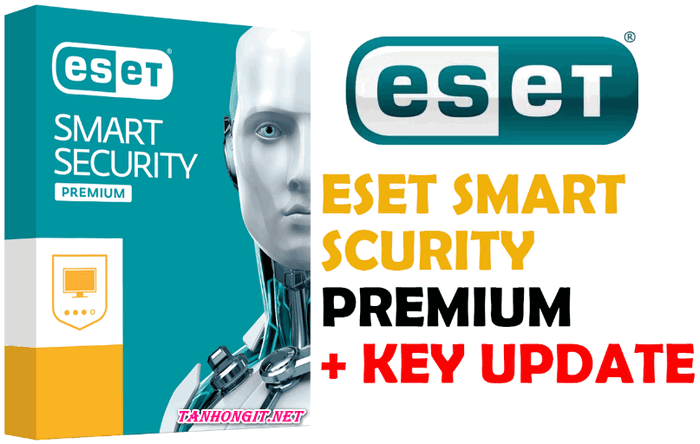 eseT
SMART
SECURITY
PREMIUM
TANHONGIT.NET
eseT
ESET SMART
SCURITY
PREMIUM
+ KEY UPDATE